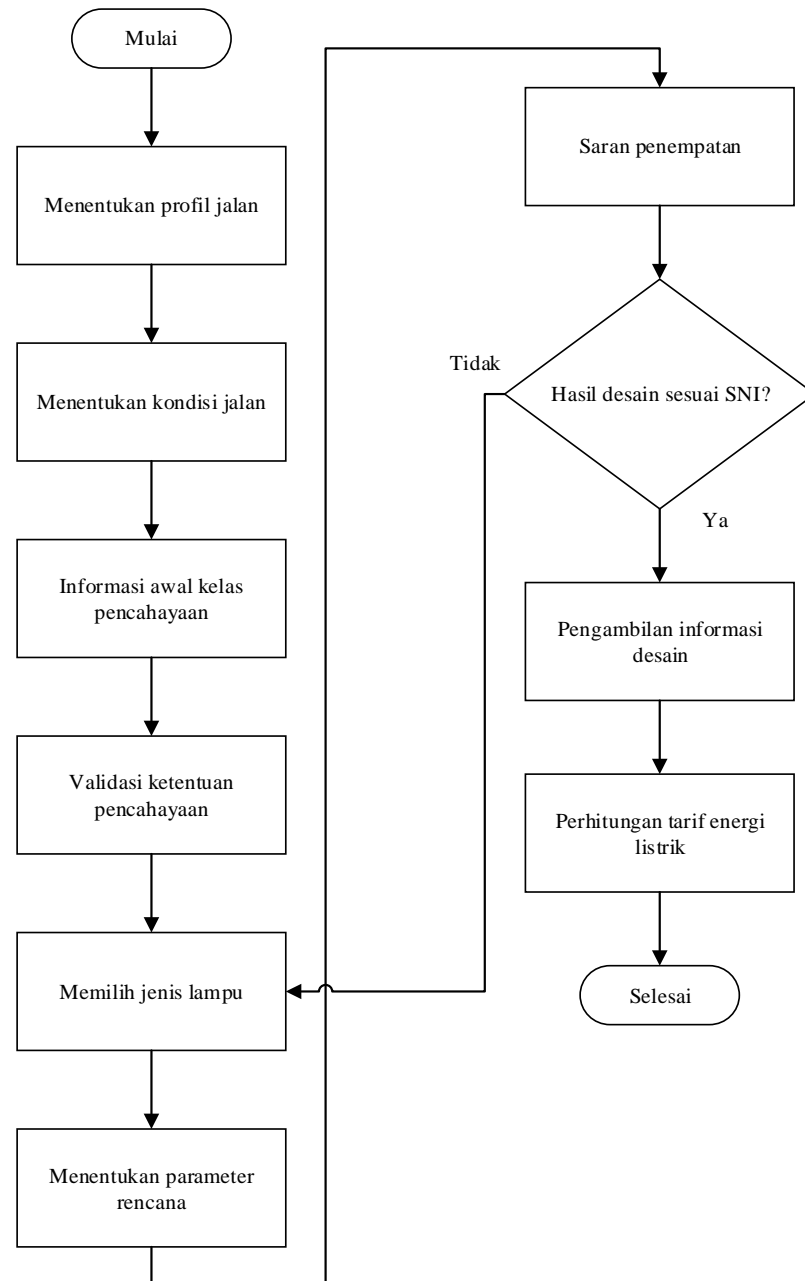 Mulai
Menentukan profil jalan
Menentukan kondisi jalan
Informasi awal kelas
pencahayaan
Validasi ketentuan
pencahayaan
Memilih jenis lampu
Menentukan parameter
rencana
Saran penempatan
Hasil desain sesuai SNI?
Tidak
Ya
Pengambilan informasi
desain
Perhitungan tarif energi
listrik
Selesai